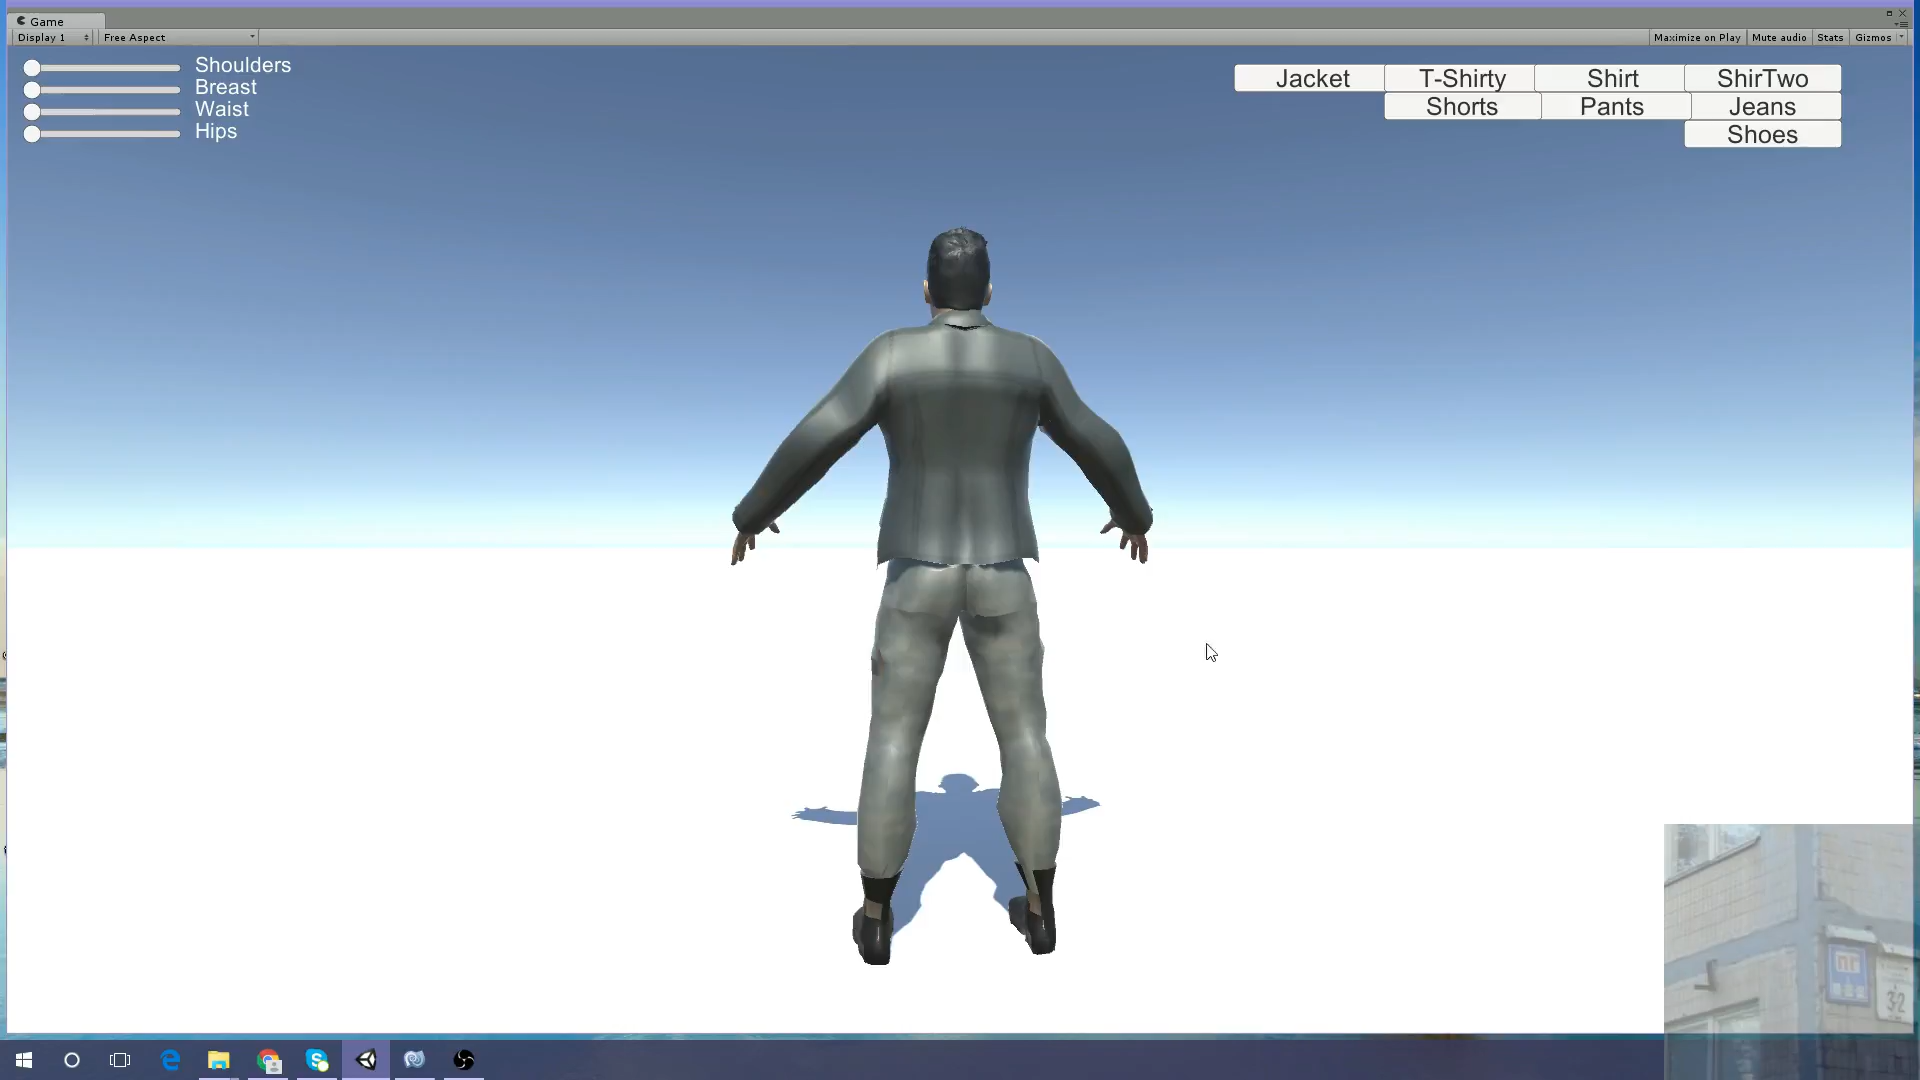 Game
Display 1
Free Aspect
Maximize on Play
Mute audio
Stats
Gizmos
Shoulders
Breast
Waist
Hips
Jacket
T-Shirty
Shirt
ShirTwo
Shorts
Pants
Jeans
Shoes
32